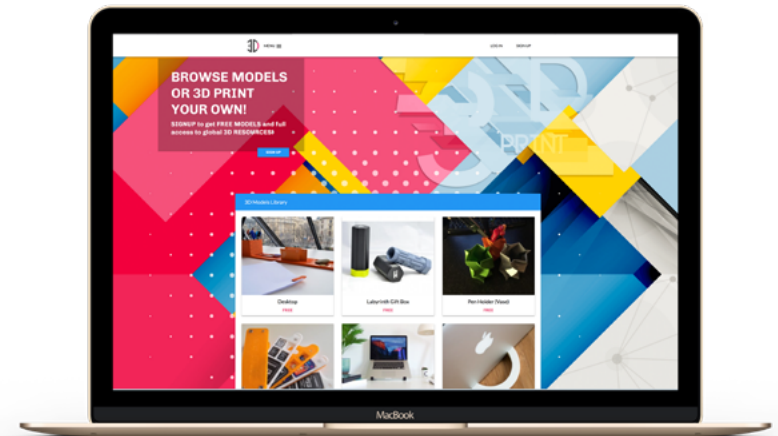 3D MENU
LOG IN SIGN UP
BROWSE MODELS
OR 3D PRINT
YOUR OWN!
SIGNUP to get FREE MODELS and full
access to global 3D RESOURCES!
SIGN UP
3D
PRINT
3D Models Library
Desktop
FREE
Labyrinth Gift Box
FREE
Pen Holder (Vase)
FREE
MacBook